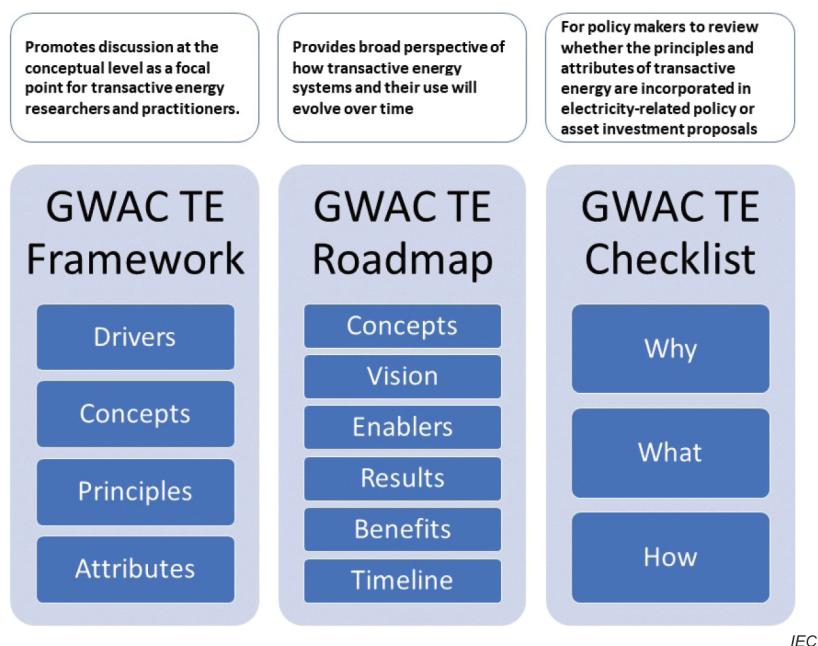 Promotes discussion at the
conceptual level as a focal
point for transactive energy
researchers and practitioners.
Provides broad perspective of
how transactive energy
systems and their use will
evolve over time
For policy makers to review
whether the principles and
attributes of transactive
energy are incorporated in
electricity-related policy or
asset investment proposals
GWAC TE
Framework
Drivers
Concepts
Principles
Attributes
GWAC TE
Roadmap
Concepts
Vision
Enablers
Results
Benefits
Timeline
GWAC TE
Checklist
Why
What
How
IEC